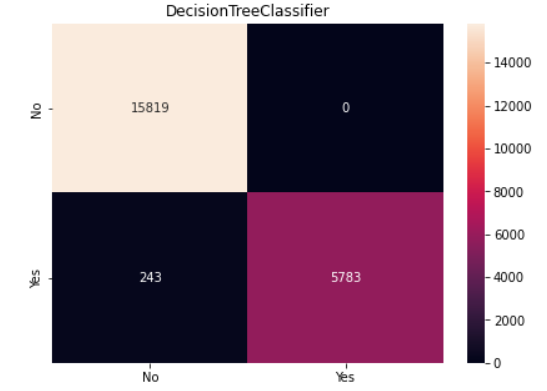 DecisionTreeClassifier
No
15819
0
Yes
243
5783
No
Yes
14000
12000
10000
8000
6000
4000
2000
0